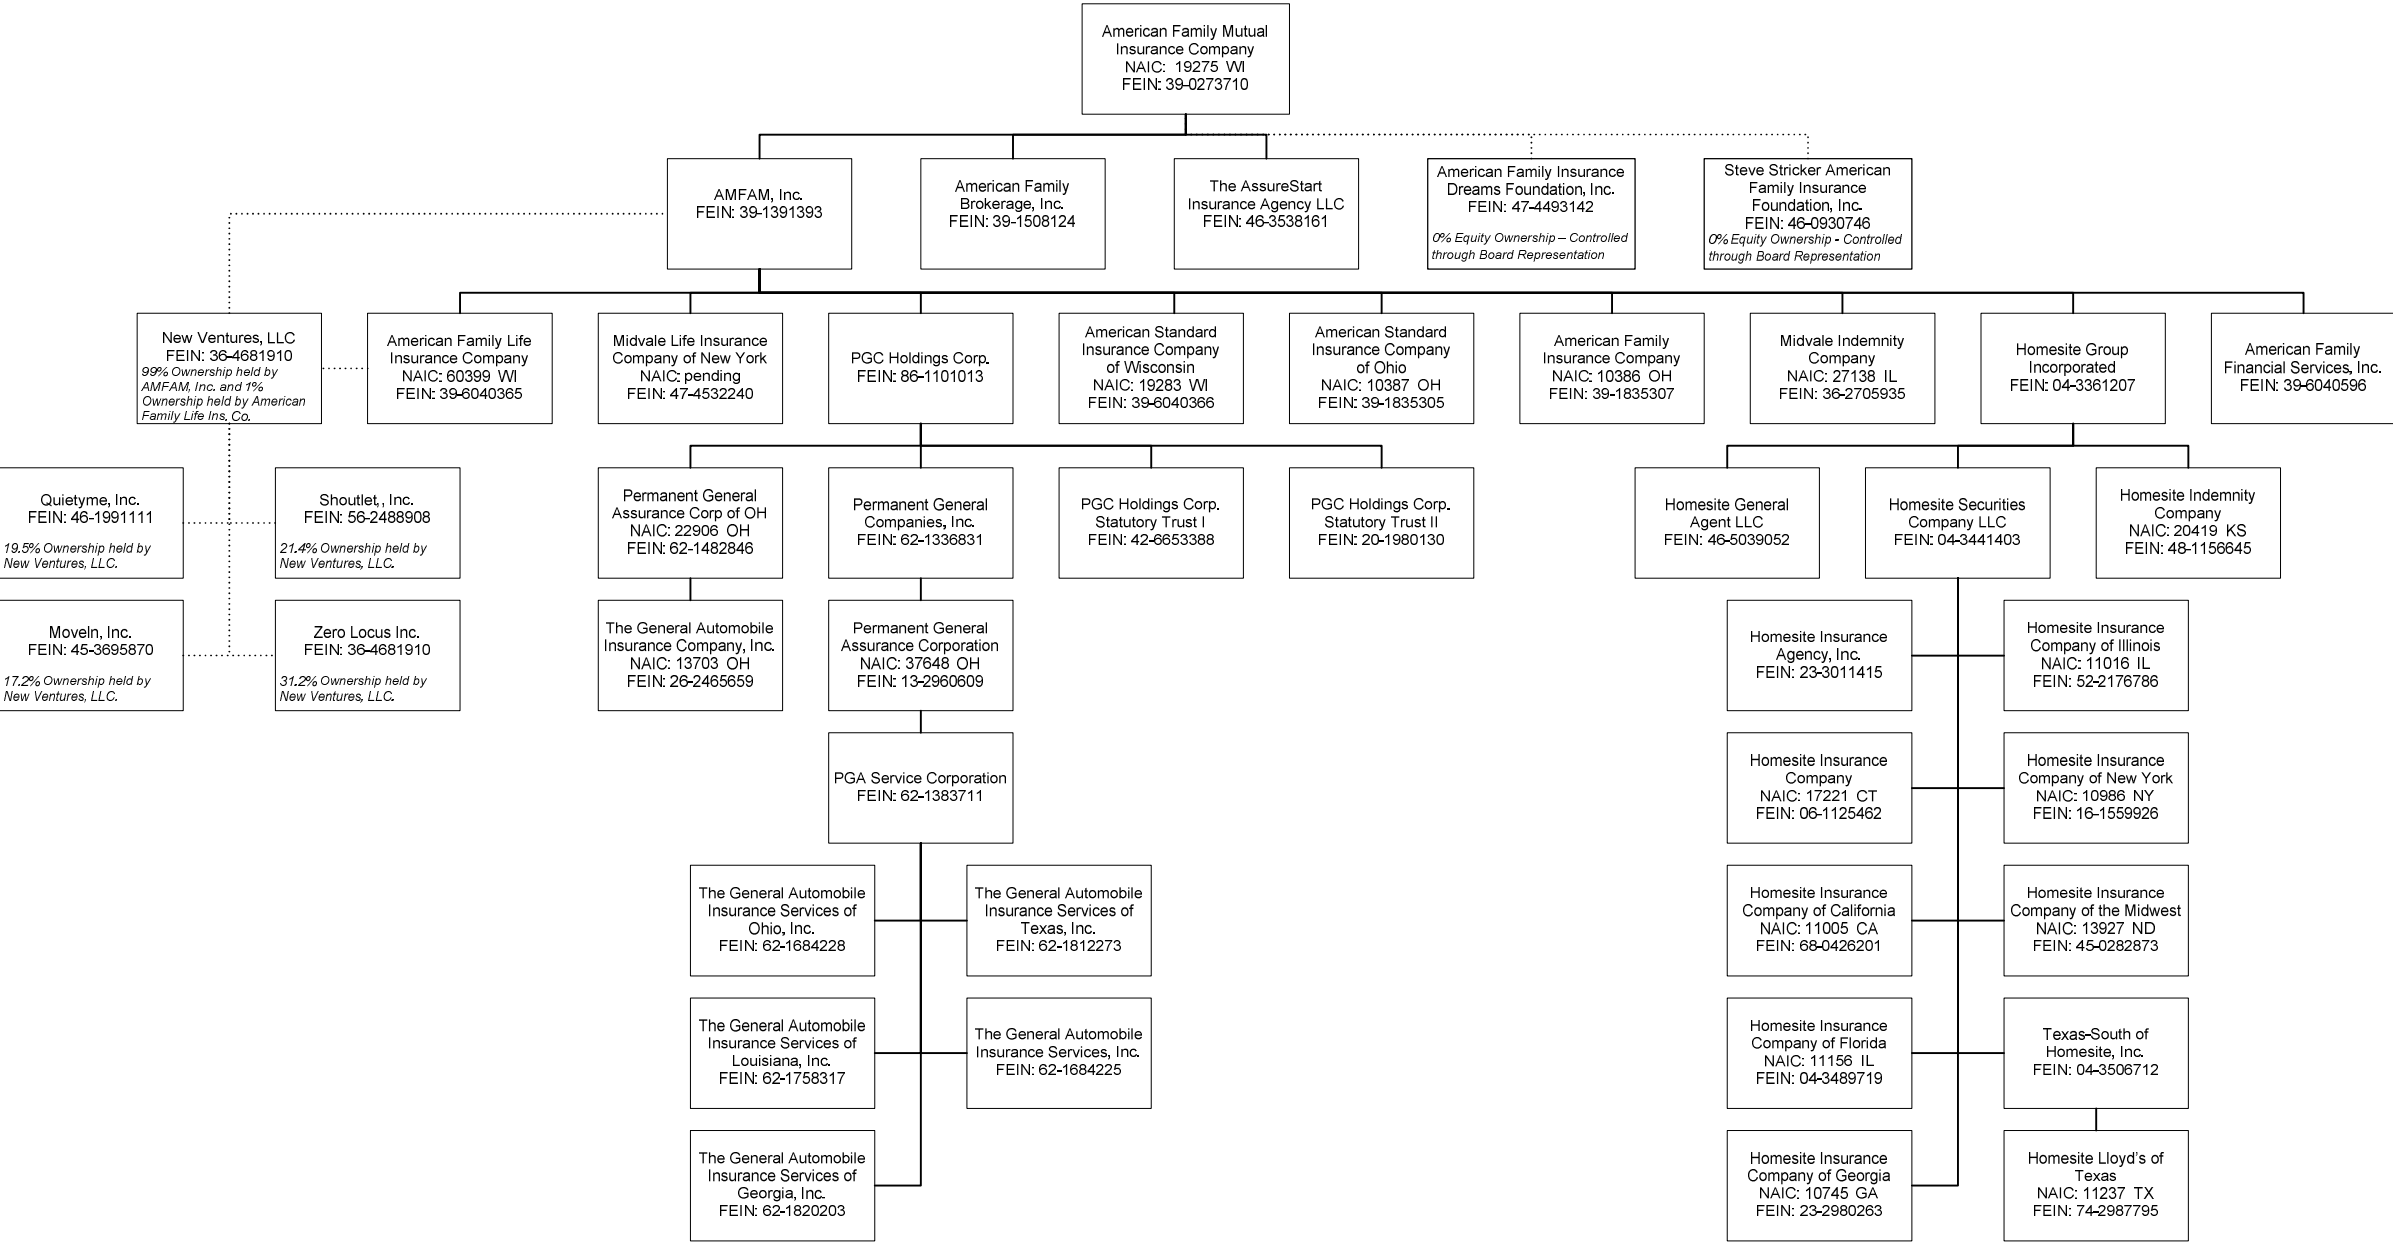 American Family Mutual
Insurance Company
NAIC: 19275 WI
FEIN: 39-0273710
AMFAM, Inc.
FEIN: 39-1391393
American Family
Brokerage, Inc.
FEIN: 39-1508124
The AssureStart
Insurance Agency LLC
FEIN: 46-3538161
American Family Insurance
Dreams Foundation, Inc.
FEIN: 47-4493142
0% Equity Ownership – Controlled
through Board Representation
Steve Stricker American
Family Insurance
Foundation, Inc.
FEIN: 46-0930746
0% Equity Ownership - Controlled
through Board Representation
New Ventures, LLC
FEIN: 36-4681910
99% Ownership held by
AMFAM, Inc. and 1%
Ownership held by American
Family Life Ins. Co.
American Family Life
Insurance Company
NAIC: 60399 WI
FEIN: 39-6040365
Midvale Life Insurance
Company of New York
NAIC: pending
FEIN: 47-4532240
PGC Holdings Corp.
FEIN: 86-1101013
American Standard
Insurance Company
of Wisconsin
NAIC: 19283 WI
FEIN: 39-6040366
American Standard
Insurance Company
of Ohio
NAIC: 10387 OH
FEIN: 39-1835305
American Family
Insurance Company
NAIC: 10386 OH
FEIN: 39-1835307
Midvale Indemnity
Company
NAIC: 27138 IL
FEIN: 36-2705935
Homesite Group
Incorporated
FEIN: 04-3361207
American Family
Financial Services, Inc.
FEIN: 39-6040596
Quietyme, Inc.
FEIN: 46-1991111
19.5% Ownership held by
New Ventures, LLC.
Shoutlet,, Inc.
FEIN: 56-2488908
21.4% Ownership held by
New Ventures, LLC.
Permanent General
Assurance Corp of OH
NAIC: 22906 OH
FEIN: 62-1482846
Permanent General
Companies, Inc.
FEIN: 62-1336831
PGC Holdings Corp.
Statutory Trust I
FEIN: 42-6653388
PGC Holdings Corp.
Statutory Trust II
FEIN: 20-1980130
Homesite General
Agent LLC
FEIN: 46-5039052
Homesite Securities
Company LLC
FEIN: 04-3441403
Homesite Indemnity
Company
NAIC: 20419 KS
FEIN: 48-1156645
MoveIn, Inc.
FEIN: 45-3695870
17.2% Ownership held by
New Ventures, LLC.
Zero Locus Inc.
FEIN: 36-4681910
31.2% Ownership held by
New Ventures, LLC.
The General Automobile
Insurance Company, Inc.
NAIC: 13703 OH
FEIN: 26-2465659
Permanent General
Assurance Corporation
NAIC: 37648 OH
FEIN: 13-2960609
Homesite Insurance
Agency, Inc.
FEIN: 23-3011415
Homesite Insurance
Company of Illinois
NAIC: 11016 IL
FEIN: 52-2176786
PGA Service Corporation
FEIN: 62-1383711
Homesite Insurance
Company
NAIC: 17221 CT
FEIN: 06-1125462
Homesite Insurance
Company of New York
NAIC: 10986 NY
FEIN: 16-1559926
The General Automobile
Insurance Services of
Ohio, Inc.
FEIN: 62-1684228
The General Automobile
Insurance Services of
Texas, Inc.
FEIN: 62-1812273
Homesite Insurance
Company of California
NAIC: 11005 CA
FEIN: 68-0426201
Homesite Insurance
Company of the Midwest
NAIC: 13927 ND
FEIN: 45-0282873
The General Automobile
Insurance Services of
Louisiana, Inc.
FEIN: 62-1758317
The General Automobile
Insurance Services, Inc.
FEIN: 62-1684225
Homesite Insurance
Company of Florida
NAIC: 11156 IL
FEIN: 04-3489719
Texas-South of
Homesite, Inc.
FEIN: 04-3506712
The General Automobile
Insurance Services of
Georgia, Inc.
FEIN: 62-1820203
Homesite Insurance
Company of Georgia
NAIC: 10745 GA
FEIN: 23-2980263
Homesite Lloyd's of
Texas
NAIC: 11237 TX
FEIN: 74-2987795